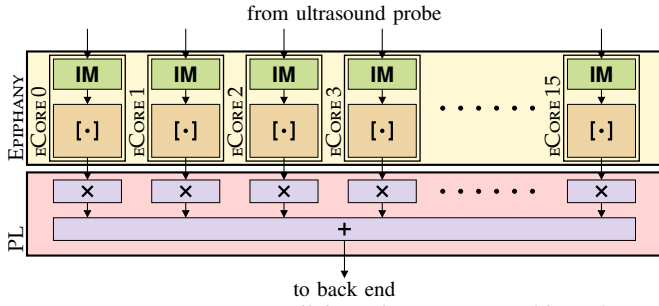 from ultrasound probe
EPIPHANY
ECORE 0
IM
[·]
ECORE 1
IM
[·]
ECORE 2
IM
[·]
ECORE 3
IM
[·]
· · · · · ·
ECORE 15
IM
[·]
PL
× × × × · · · · · · ×
+
to back end